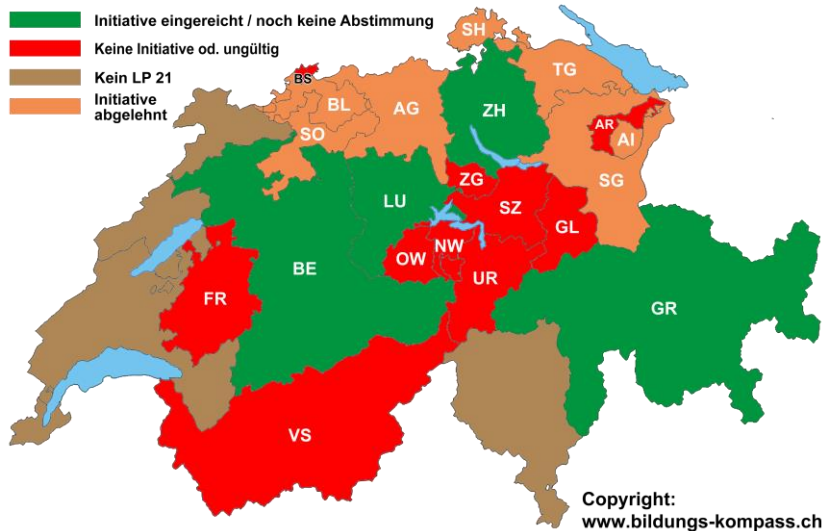 Initiative eingereicht / noch keine Abstimmung
Keine Initiative od. ungültig
Kein LP 21
Initiative
abgelehnt
SH
TG
BS
BL
AG
ZH
SO
AR
AI
ZG
SG
LU
SZ
GL
NW
OW
BE
UR
FR
GR
VS
Copyright:
www.bildungs-kompass.ch